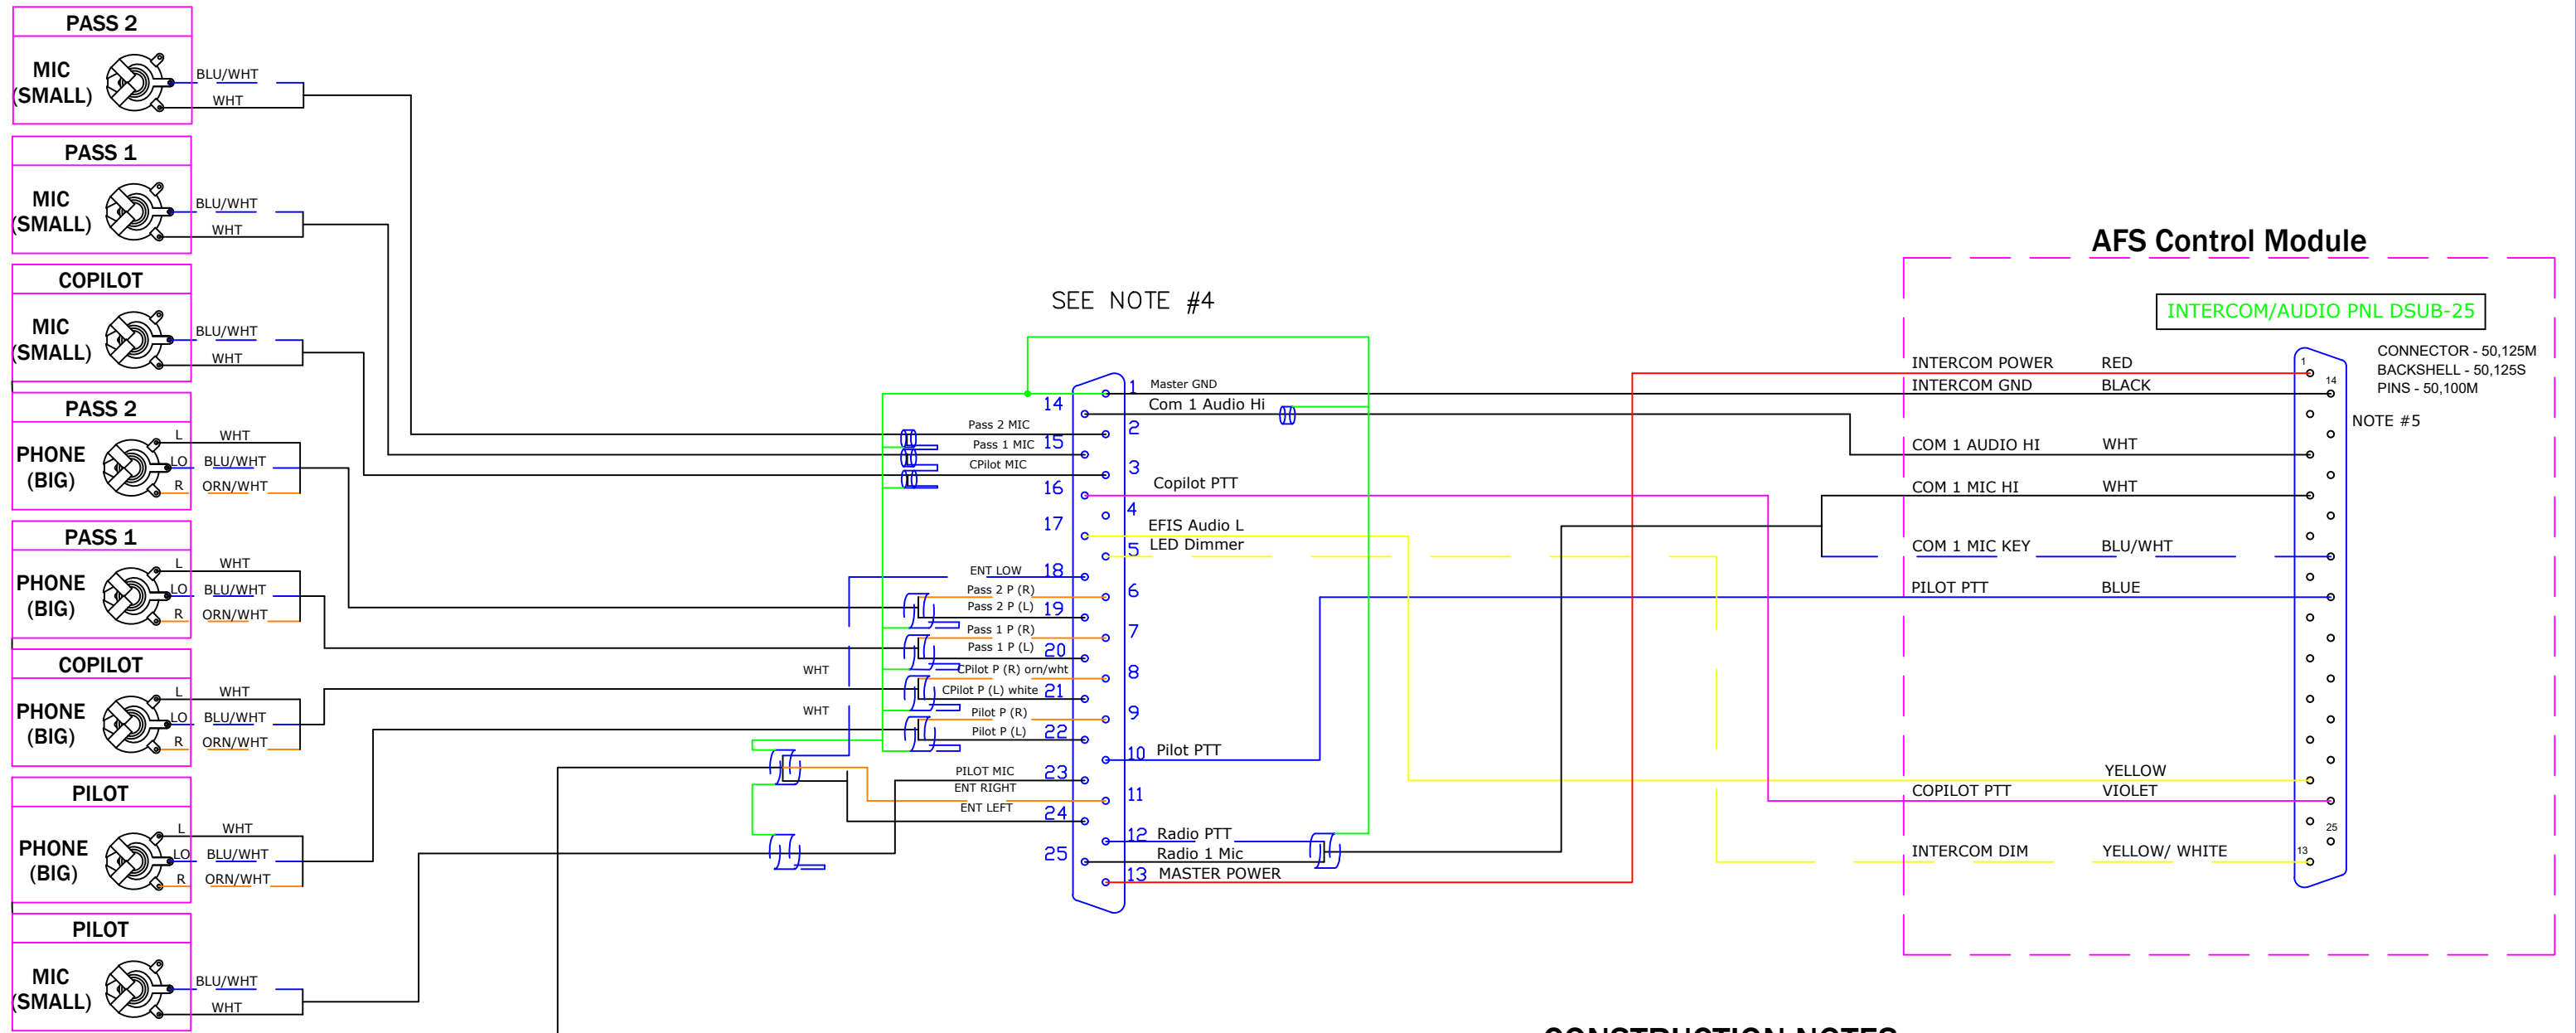 PASS 2
MIC
(SMALL)
BLU/WHT
WHT
PASS 1
MIC
(SMALL)
BLU/WHT
WHT
COPILOT
MIC
(SMALL)
BLU/WHT
WHT
PASS 2
PHONE
(BIG)
L WHT
LO BLU/WHT
R ORN/WHT
PASS 1
PHONE
(BIG)
L WHT
LO BLU/WHT
R ORN/WHT
COPILOT
PHONE
(BIG)
L WHT
LO BLU/WHT
R ORN/WHT
PILOT
PHONE
(BIG)
L WHT
LO BLU/WHT
R ORN/WHT
PILOT
MIC
(SMALL)
BLU/WHT
WHT
WHT
WHT
SEE NOTE #4
1 Master GND
14 Com 1 Audio Hi
Pass 2 MIC 2
Pass 1 MIC 15
CPilot MIC 3
16 Copilot PTT
4
17 EFIS Audio L
5 LED Dimmer
ENT LOW 18
Pass 2 P (R) 6
Pass 2 P (L) 19
Pass 1 P (R) 7
Pass 1 P (L) 20
CPilot P (R) orn/wht 8
CPilot P (L) white 21
Pilot P (R) 9
Pilot P (L) 22
10 Pilot PTT
PILOT MIC 23
ENT RIGHT 11
ENT LEFT 24
12 Radio PTT
25 Radio 1 Mic
13 MASTER POWER
AFS Control Module
INTERCOM/AUDIO PNL DSUB-25
CONNECTOR - 50,125M
BACKSHELL - 50,125S
PINS - 50,100M
NOTE #5
INTERCOM POWER RED 1
INTERCOM GND BLACK 14
COM 1 AUDIO HI WHT
COM 1 MIC HI WHT
COM 1 MIC KEY BLU/WHT
PILOT PTT BLUE
YELLOW
COPILOT PTT VIOLET
25
INTERCOM DIM YELLOW/ WHITE 13
CONSTRUCTION NOTES